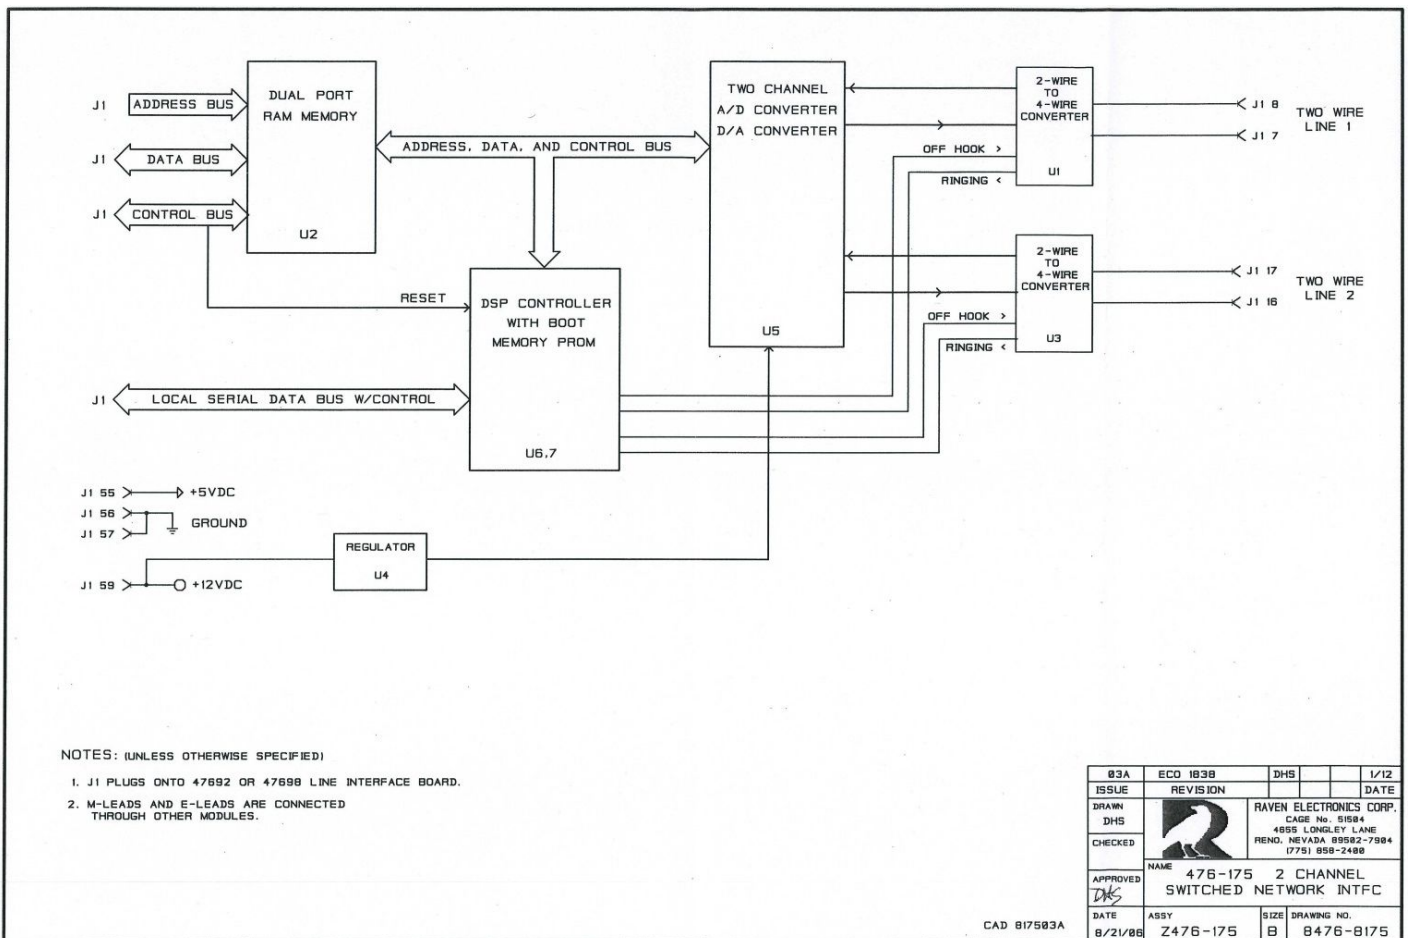 J1 ADDRESS BUS
J1 DATA BUS
J1 CONTROL BUS
DUAL PORT
RAM MEMORY
U2
ADDRESS, DATA, AND CONTROL BUS
TWO CHANNEL
A/D CONVERTER
D/A CONVERTER
U5
2-WIRE
TO
4-WIRE
CONVERTER
U1
OFF HOOK >
RINGING <
J1 8
J1 7
TWO WIRE
LINE 1
2-WIRE
TO
4-WIRE
CONVERTER
U3
OFF HOOK >
RINGING <
J1 17
J1 16
TWO WIRE
LINE 2
RESET
DSP CONTROLLER
WITH BOOT
MEMORY PROM
U6,7
J1 LOCAL SERIAL DATA BUS W/CONTROL
J1 55 +5VDC
J1 56
J1 57
GROUND
J1 59 +12VDC
REGULATOR
U4
NOTES: (UNLESS OTHERWISE SPECIFIED)
1. J1 PLUGS ONTO 47692 OR 47698 LINE INTERFACE BOARD.
2. M-LEADS AND E-LEADS ARE CONNECTED
THROUGH OTHER MODULES.
CAD 817503A
03A ECO 1838 DHS 1/12
ISSUE REVISION DATE
DRAWN
DHS
CHECKED
APPROVED
DHS
RAVEN ELECTRONICS CORP.
CAGE No. 51504
4655 LONGLEY LANE
RENO, NEVADA 89502-7904
(775) 858-2400
NAME
476-175 2 CHANNEL
SWITCHED NETWORK INTFC
DATE
8/21/06
ASSY
Z476-175
SIZE
B
DRAWING NO.
8476-8175